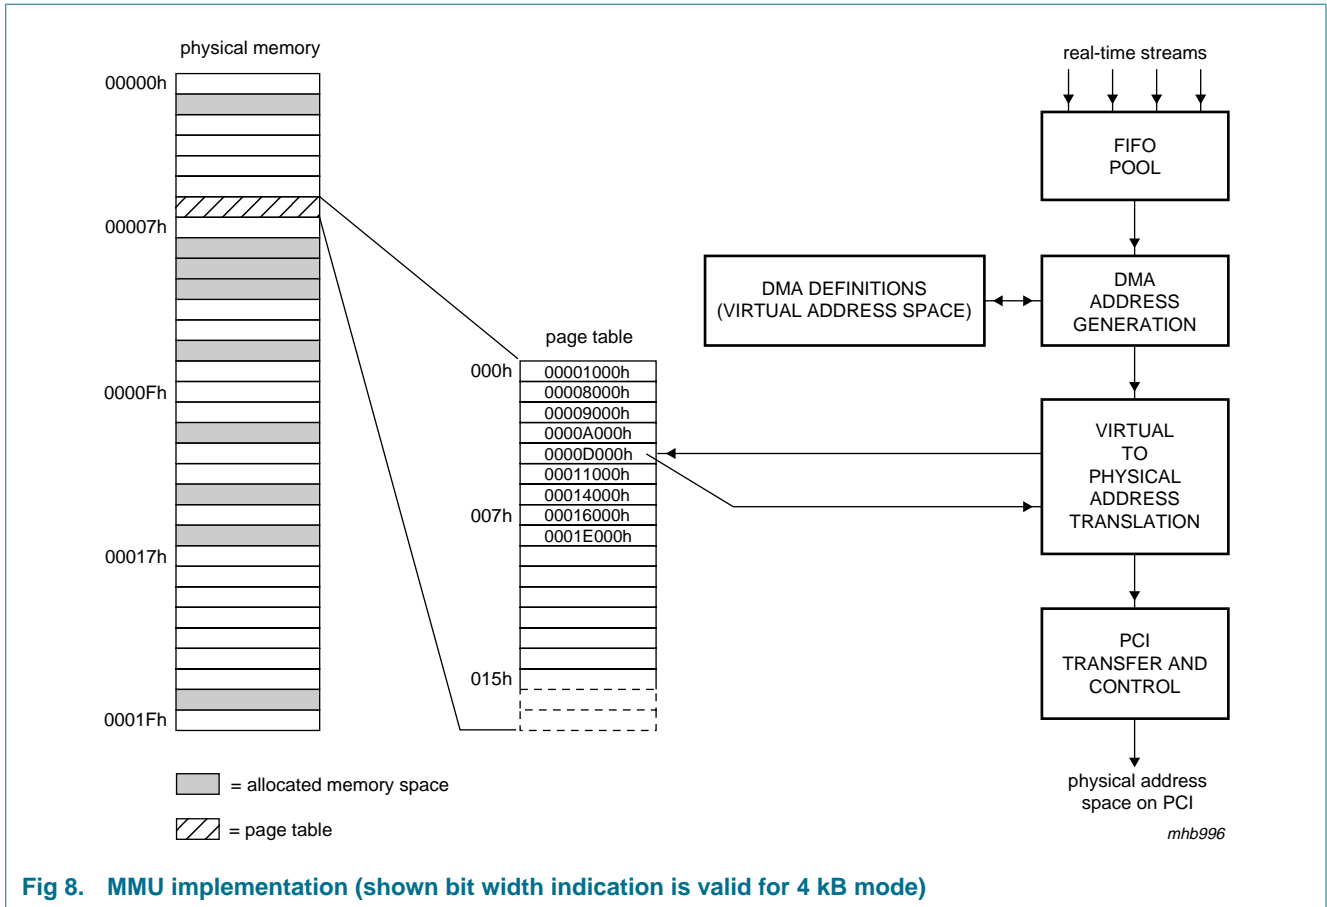 physical memory
00000h
00007h
0000Fh
00017h
0001Fh
= allocated memory space
= page table
page table
000h
007h
015h
00001000h
00008000h
00009000h
0000A000h
0000D000h
00011000h
00014000h
00016000h
0001E000h
real-time streams
FIFO
POOL
DMA DEFINITIONS
(VIRTUAL ADDRESS SPACE)
DMA
ADDRESS
GENERATION
VIRTUAL
TO
PHYSICAL
ADDRESS
TRANSLATION
PCI
TRANSFER AND
CONTROL
physical address
space on PCI
mhb996
Fig 8. MMU implementation (shown bit width indication is valid for 4 kB mode)